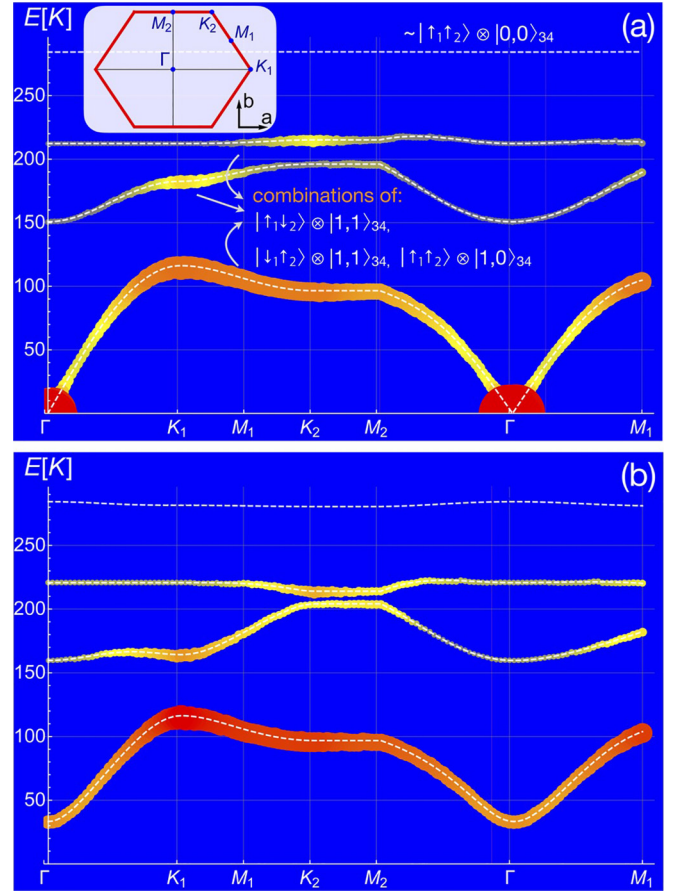 E[K]
(a)
M₂ K₂
M₁
Γ
K₁
b
a
~|↑₁↑₂⟩⊗|0,0⟩₃₄
250
200
150
100
50
combinations of:
|↑₁↓₂⟩⊗|1,1⟩₃₄,
|↓₁↑₂⟩⊗|1,1⟩₃₄, |↑₁↑₂⟩⊗|1,0⟩₃₄
Γ K₁ M₁ K₂ M₂ Γ M₁
E[K]
(b)
250
200
150
100
50
Γ K₁ M₁ K₂ M₂ Γ M₁